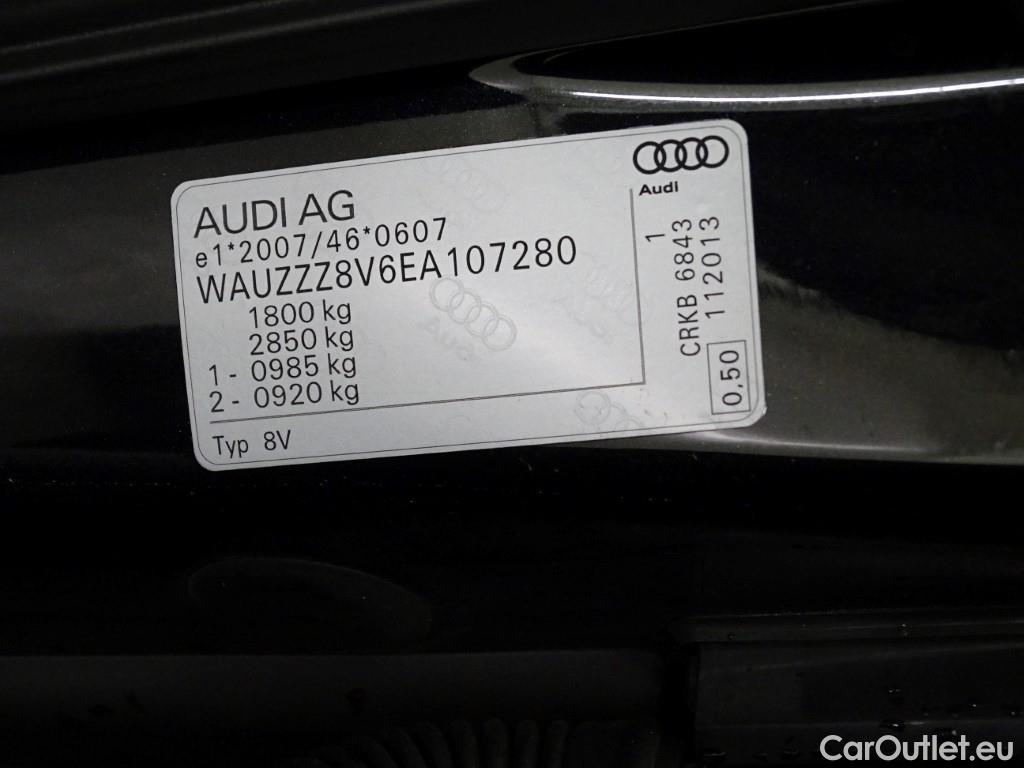 AUDI AG
e1*2007/46*0607
WAUZZZ8V6EA107280
1800 kg
2850 kg
1 - 0985 kg
2 - 0920 kg
Typ 8V
Audi
1
CRKB 6843
112013
0,50
Audi
CarOutlet.eu